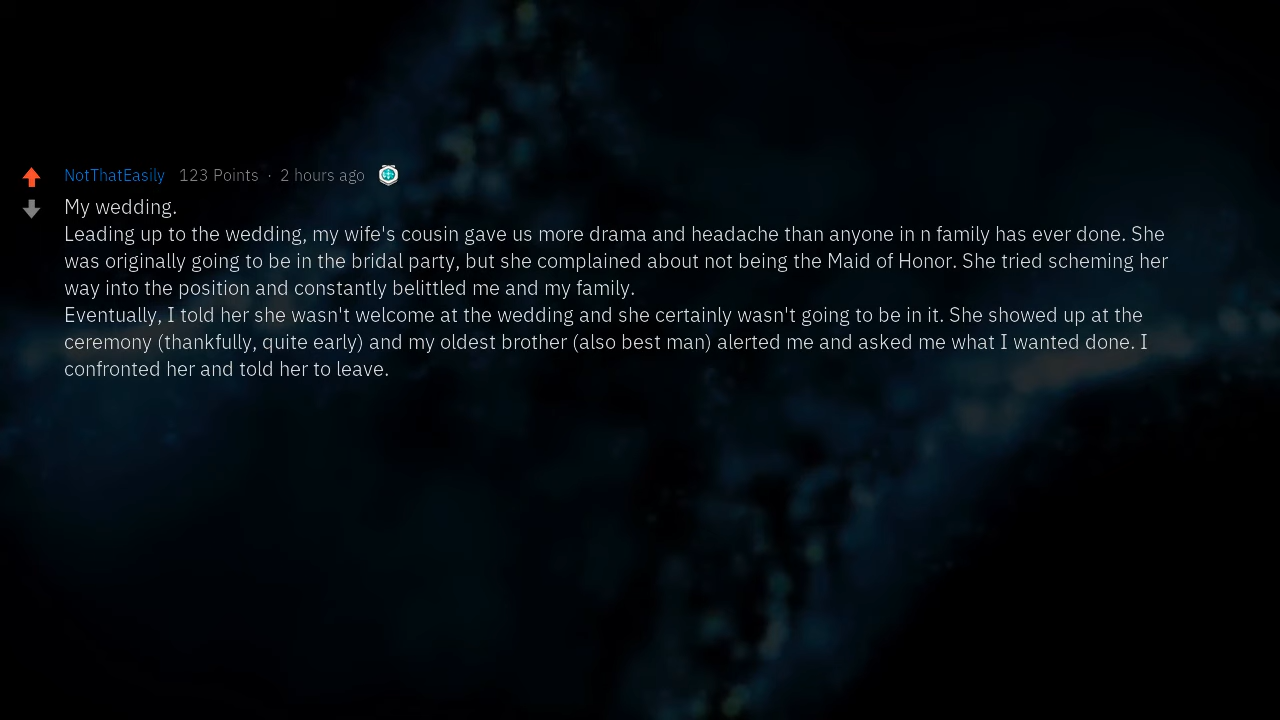 NotThatEasily 123 Points · 2 hours ago
My wedding.
Leading up to the wedding, my wife's cousin gave us more drama and headache than anyone in n family has ever done. She
was originally going to be in the bridal party, but she complained about not being the Maid of Honor. She tried scheming her
way into the position and constantly belittled me and my family.
Eventually, I told her she wasn't welcome at the wedding and she certainly wasn't going to be in it. She showed up at the
ceremony (thankfully, quite early) and my oldest brother (also best man) alerted me and asked me what I wanted done. I
confronted her and told her to leave.